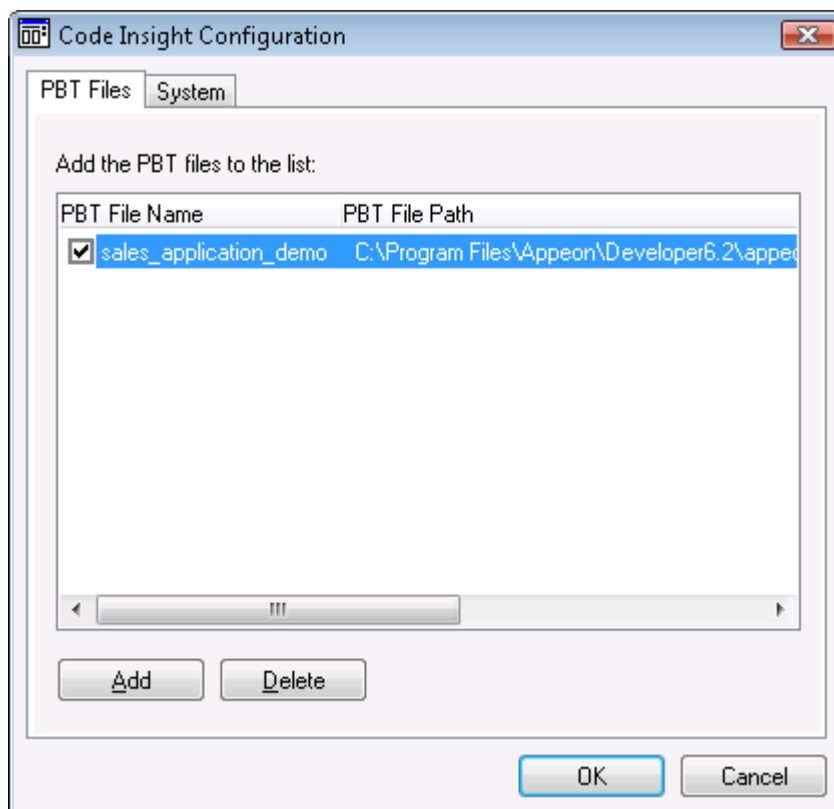 Code Insight Configuration
PBT Files System
Add the PBT files to the list:
PBT File Name PBT File Path
sales_application_demo C:\Program Files\Appeon\Developer6.2\appeo
Add Delete
OK Cancel